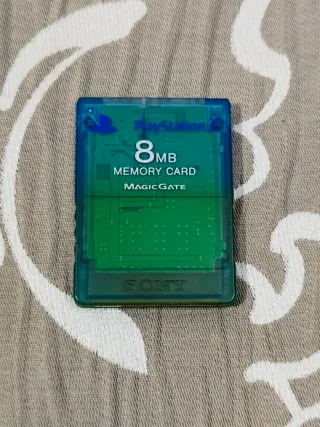 PlayStation 2
8MB
MEMORY CARD
MAGICGATE
SONY